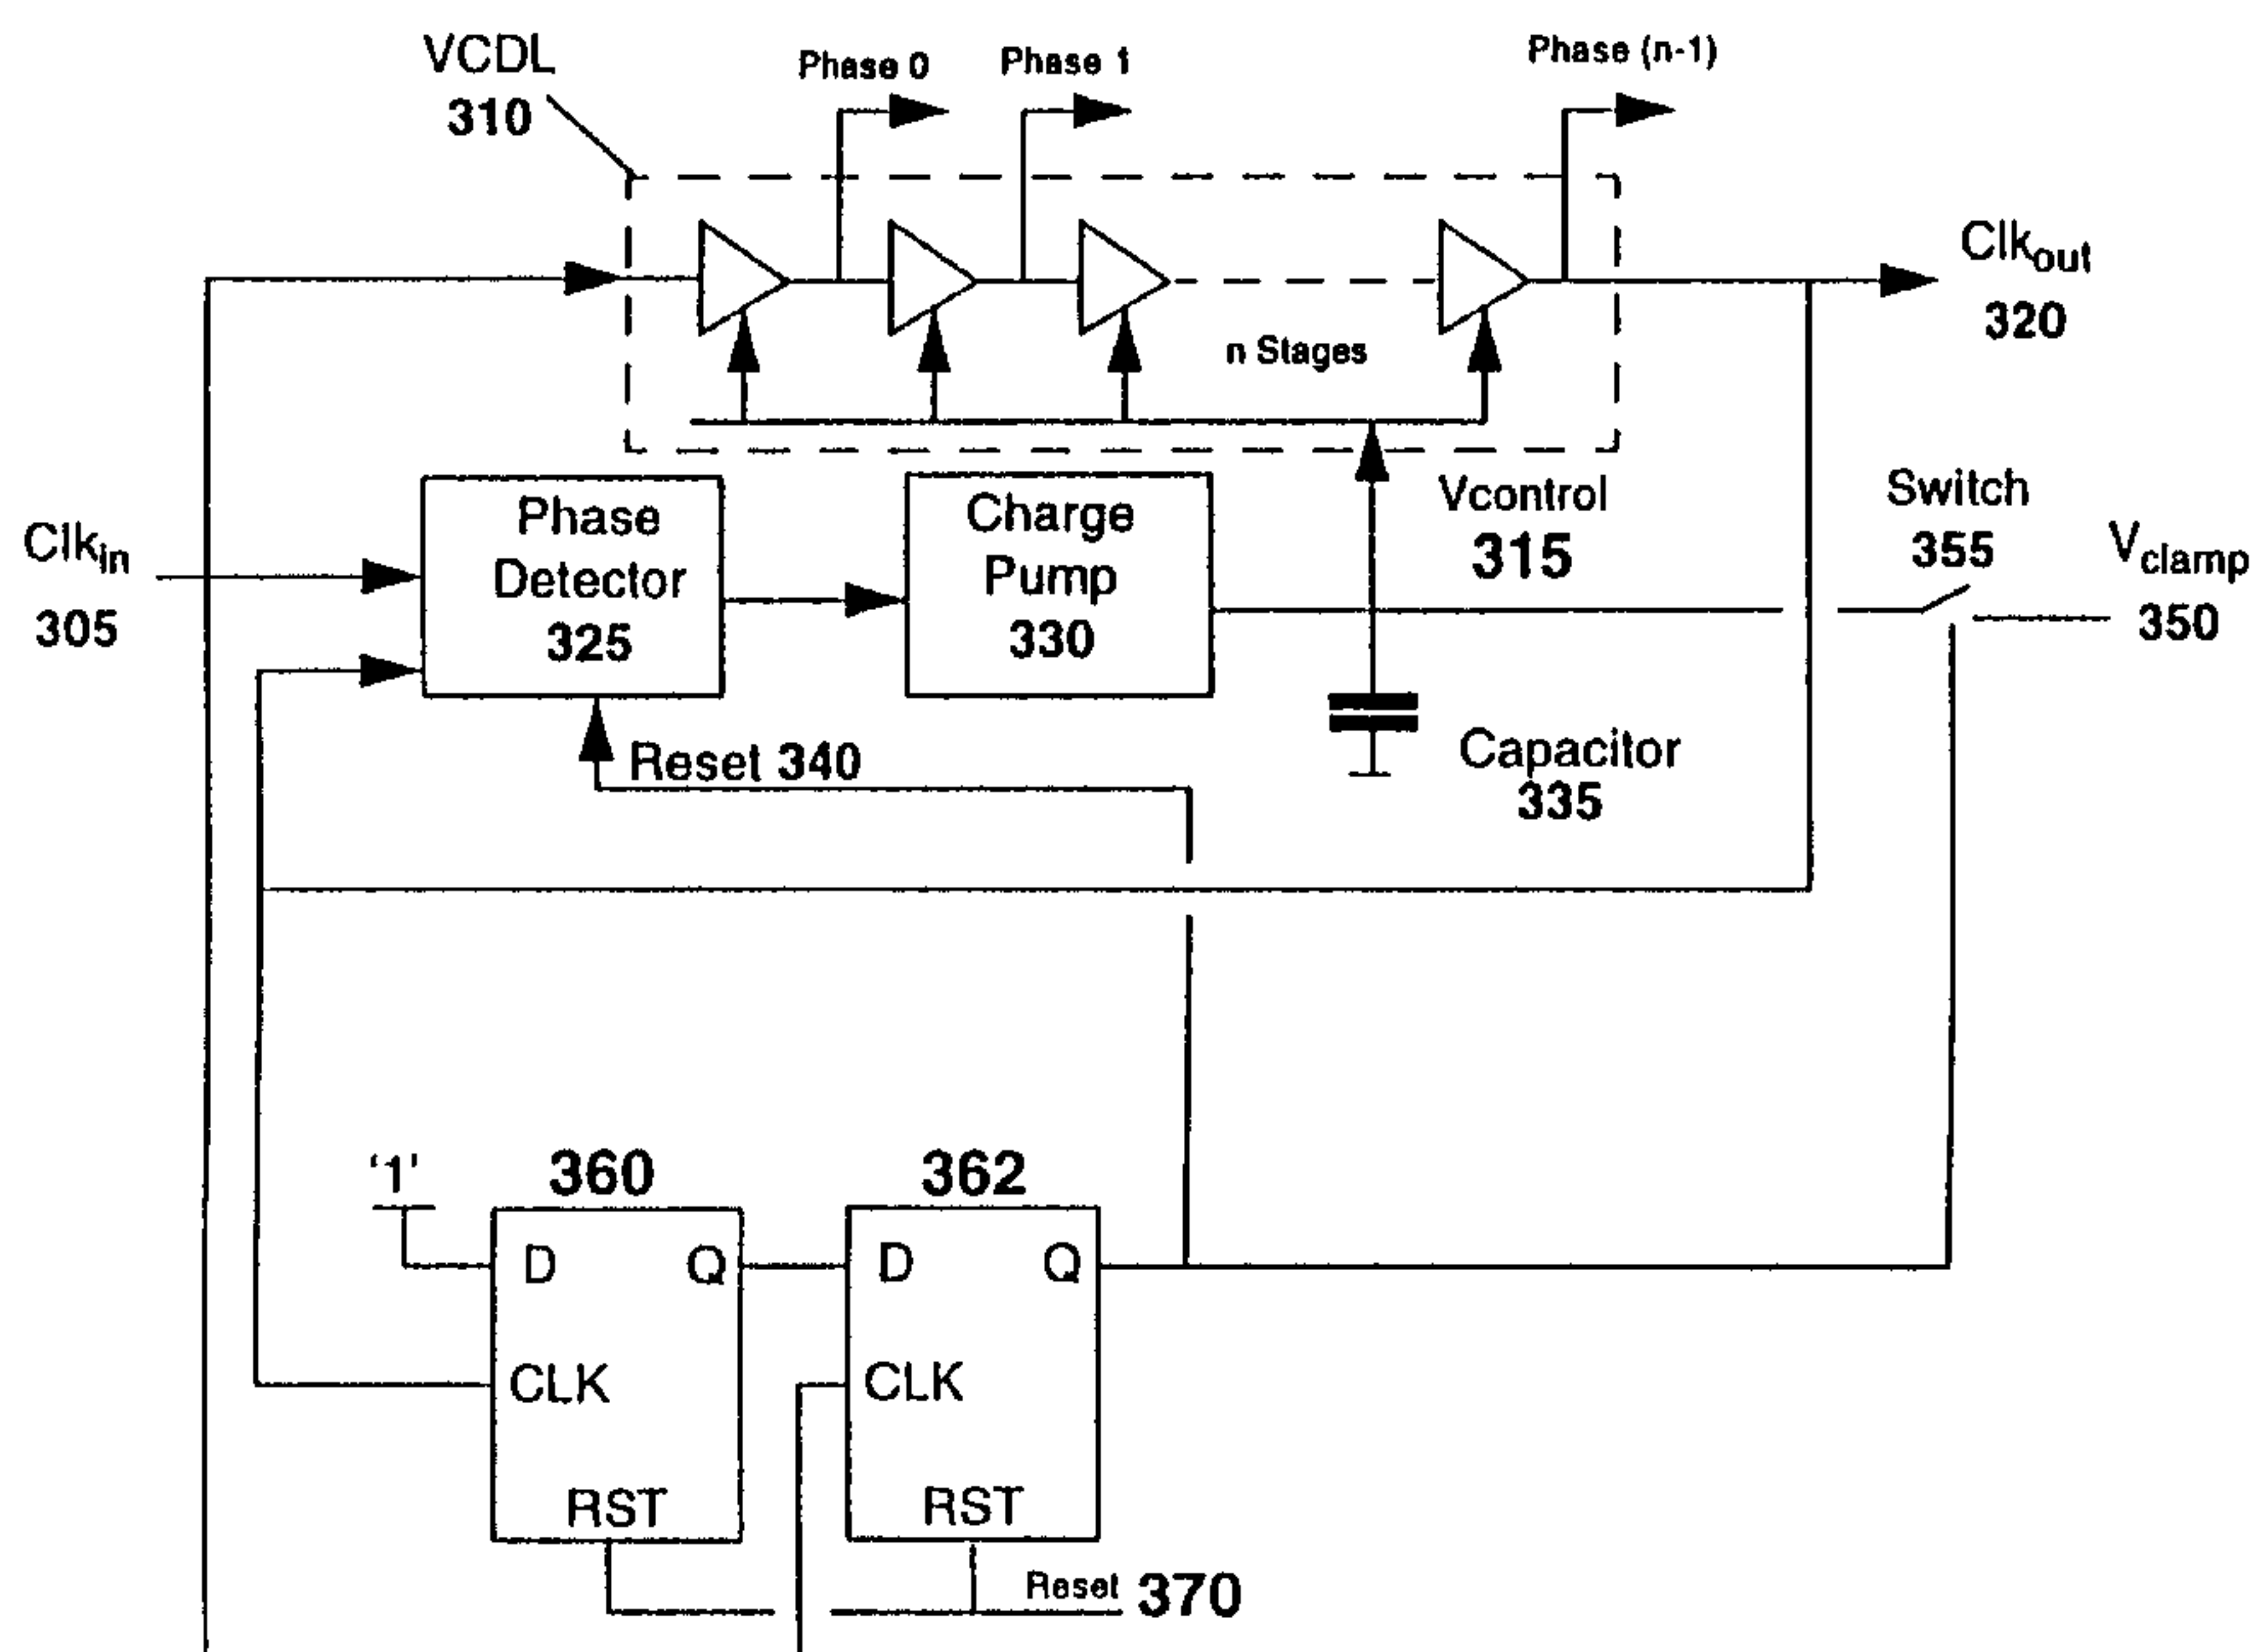 VCDL
310
Phase 0
Phase 1
Phase (n-1)
Clkout
320
n Stages
Clkin
305
Phase
Detector
325
Charge
Pump
330
Vcontrol
315
Switch
355
Vclamp
350
Reset 340
Capacitor
335
'1'
360
362
D
Q
D
Q
CLK
CLK
RST
RST
Reset 370